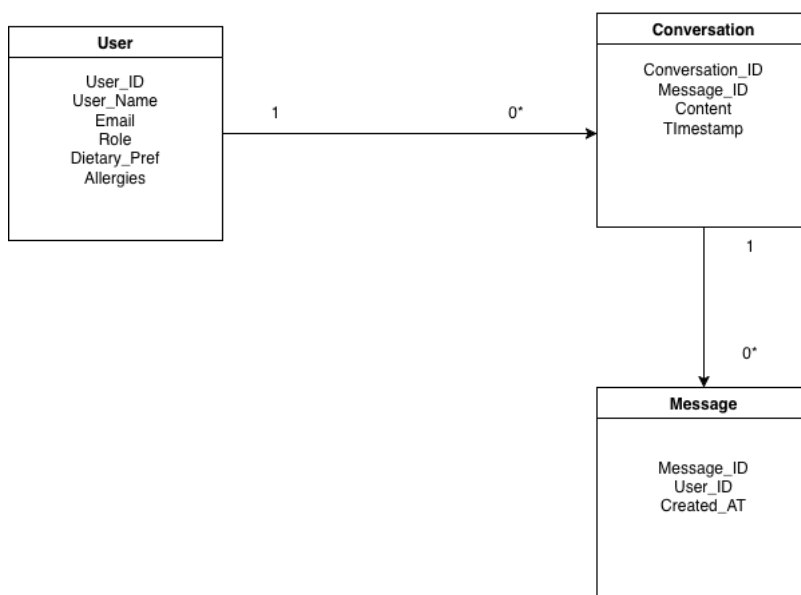 User
User_ID
User_Name
Email
Role
Dietary_Pref
Allergies
1
0*
Conversation
Conversation_ID
Message_ID
Content
TImestamp
1
0*
Message
Message_ID
User_ID
Created_AT